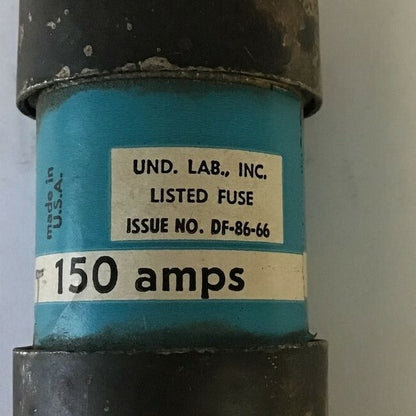 made in
U.S.A.
UND. LAB., INC.
LISTED FUSE
ISSUE NO. DF-86-66
150 amps